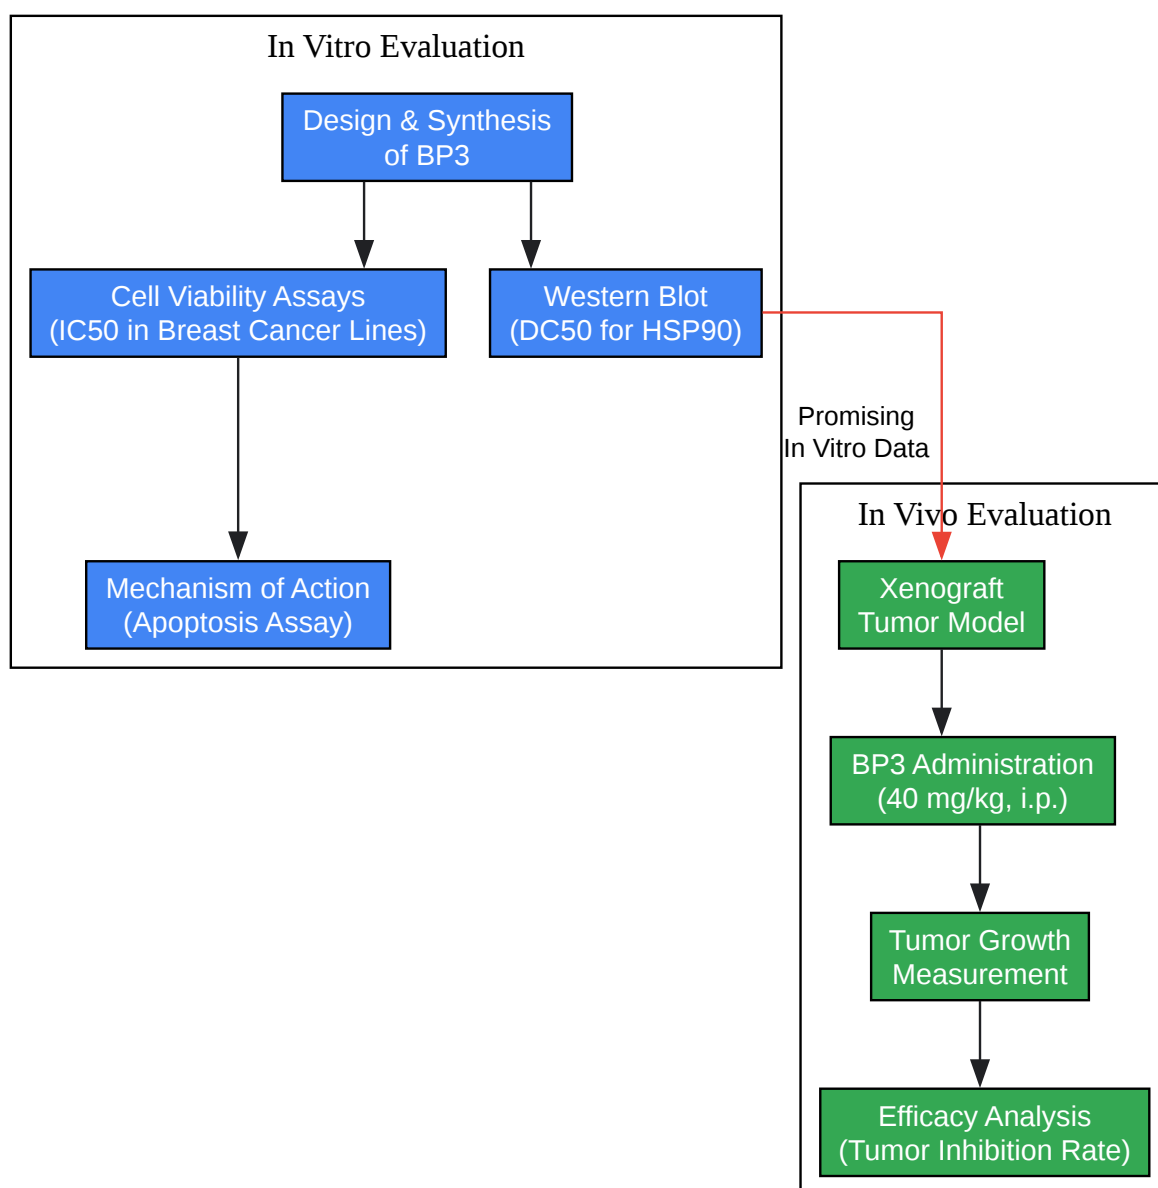 In Vitro Evaluation
Design & Synthesis
of BP3
Cell Viability Assays
(IC50 in Breast Cancer Lines)
Western Blot
(DC50 for HSP90)
Promising
In Vitro Data
Mechanism of Action
(Apoptosis Assay)
In Vivo Evaluation
Xenograft
Tumor Model
BP3 Administration
(40 mg/kg, i.p.)
Tumor Growth
Measurement
Efficacy Analysis
(Tumor Inhibition Rate)